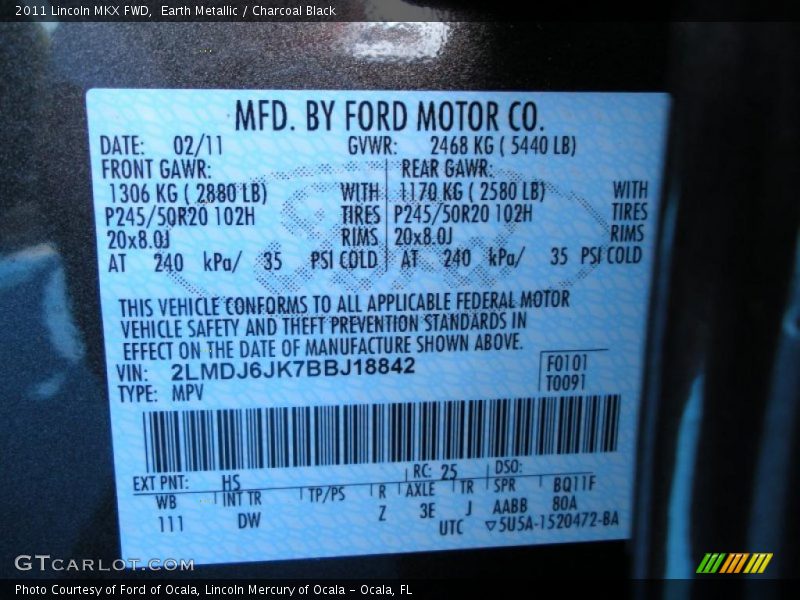 2011 Lincoln MKX FWD,  Earth Metallic / Charcoal Black
MFD. BY FORD MOTOR CO.
DATE: 02/11 GVWR: 2468 KG ( 5440 LB)
FRONT GAWR: REAR GAWR:
1306 KG ( 2880 LB) WITH 1170 KG ( 2580 LB) WITH
P245/50R20 102H TIRES P245/50R20 102H TIRES
20x8.0J RIMS 20x8.0J RIMS
AT 240 kPa/ 35 PSI COLD AT 240 kPa/ 35 PSI COLD
THIS VEHICLE CONFORMS TO ALL APPLICABLE FEDERAL MOTOR
VEHICLE SAFETY AND THEFT PREVENTION STANDARDS IN
EFFECT ON THE DATE OF MANUFACTURE SHOWN ABOVE.
VIN: 2LMDJ6JK7BBJ18842 F0101
TYPE: MPV T0091
EXT PNT: HS RC: 25 DSO:
WB INT TR TP/PS R AXLE TR SPR BQ11F
111 DW Z 3E J AABB 80A
UTC ▽5U5A-1520472-BA
GTCARLOT.COM
Photo Courtesy of Ford of Ocala, Lincoln Mercury of Ocala - Ocala, FL